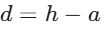 d = h − a